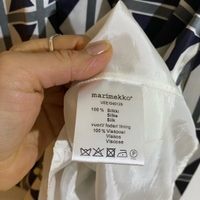 marimekko®
100 % Silkki
Silke
Silk
vuori/ foder/ lining
100 % Viskoosi
Viskos
Viscose